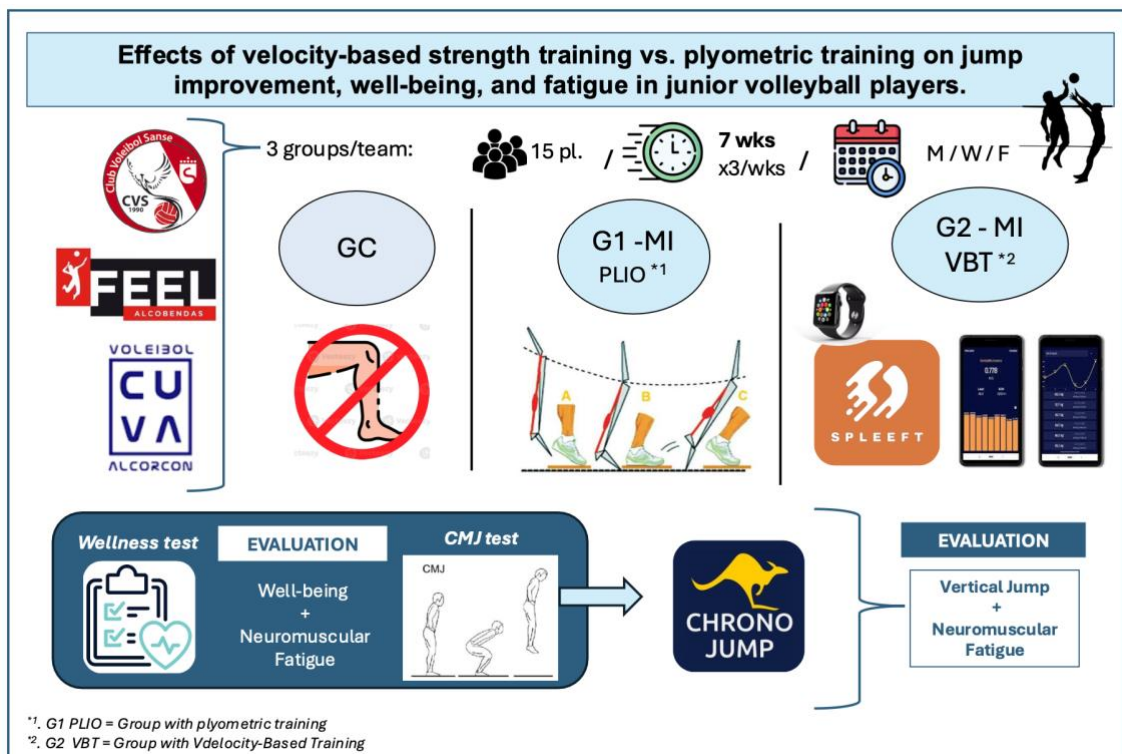 Effects of velocity-based strength training vs. plyometric training on jump
improvement, well-being, and fatigue in junior volleyball players.
Club Voleibol Sanse
CVS
1990
3 groups/team:
15 pl.
/
7 wks
x3/wks
/
M / W / F
FEEL
ALCOBENDAS
VOLEIBOL
CU
VA
ALCORCON
GC
G1 -MI
PLIO *1
G2 - MI
VBT *2
A
B
C
SPLEEFT
Wellness test
EVALUATION
Well-being
+
Neuromuscular
Fatigue
CMJ test
CMJ
CHRONO
JUMP
EVALUATION
Vertical Jump
+
Neuromuscular
Fatigue
*1. G1 PLIO = Group with plyometric training
*2. G2 VBT = Group with Vdelocity-Based Training